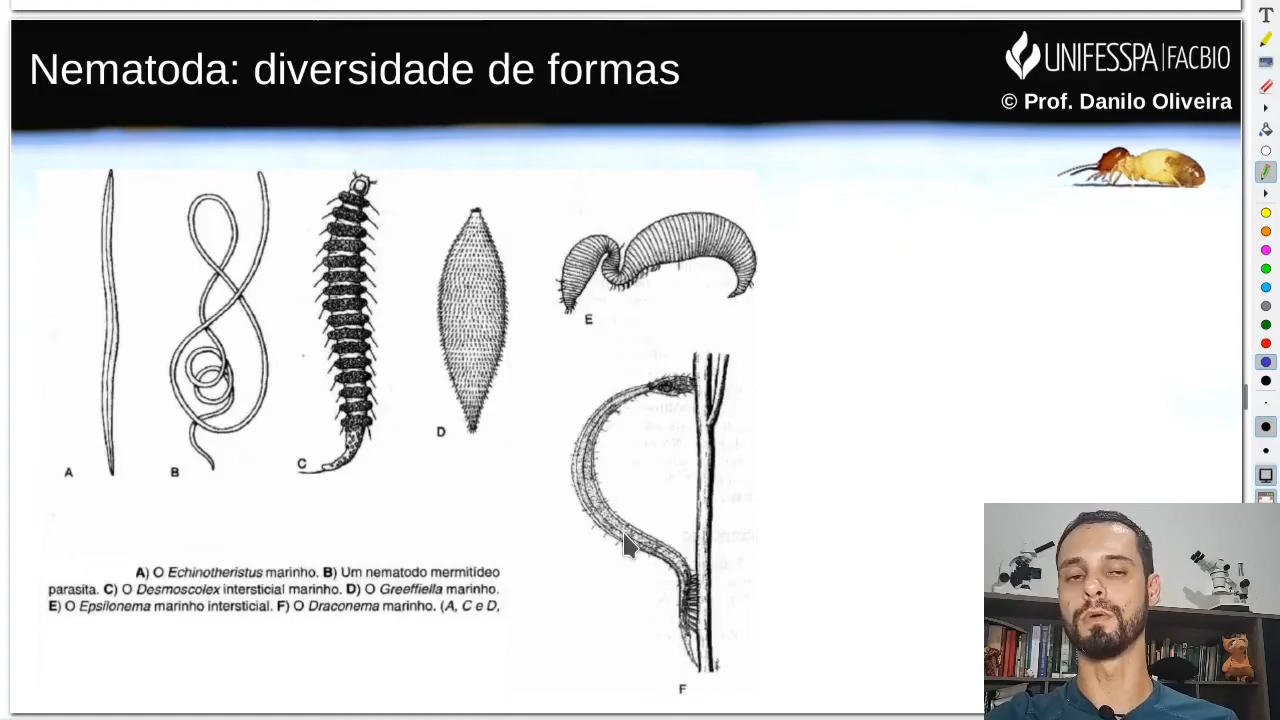 Nematoda: diversidade de formas
UNIFESSPA|FACBIO
© Prof. Danilo Oliveira
A
B
C
D
E
F
A) O Echinotheristus marinho. B) Um nematodo mermitídeo
parasita. C) O Desmoscolex intersticial marinho. D) O Greeffiella marinho.
E) O Epsilonema marinho intersticial. F) O Draconema marinho. (A, C e D,
T